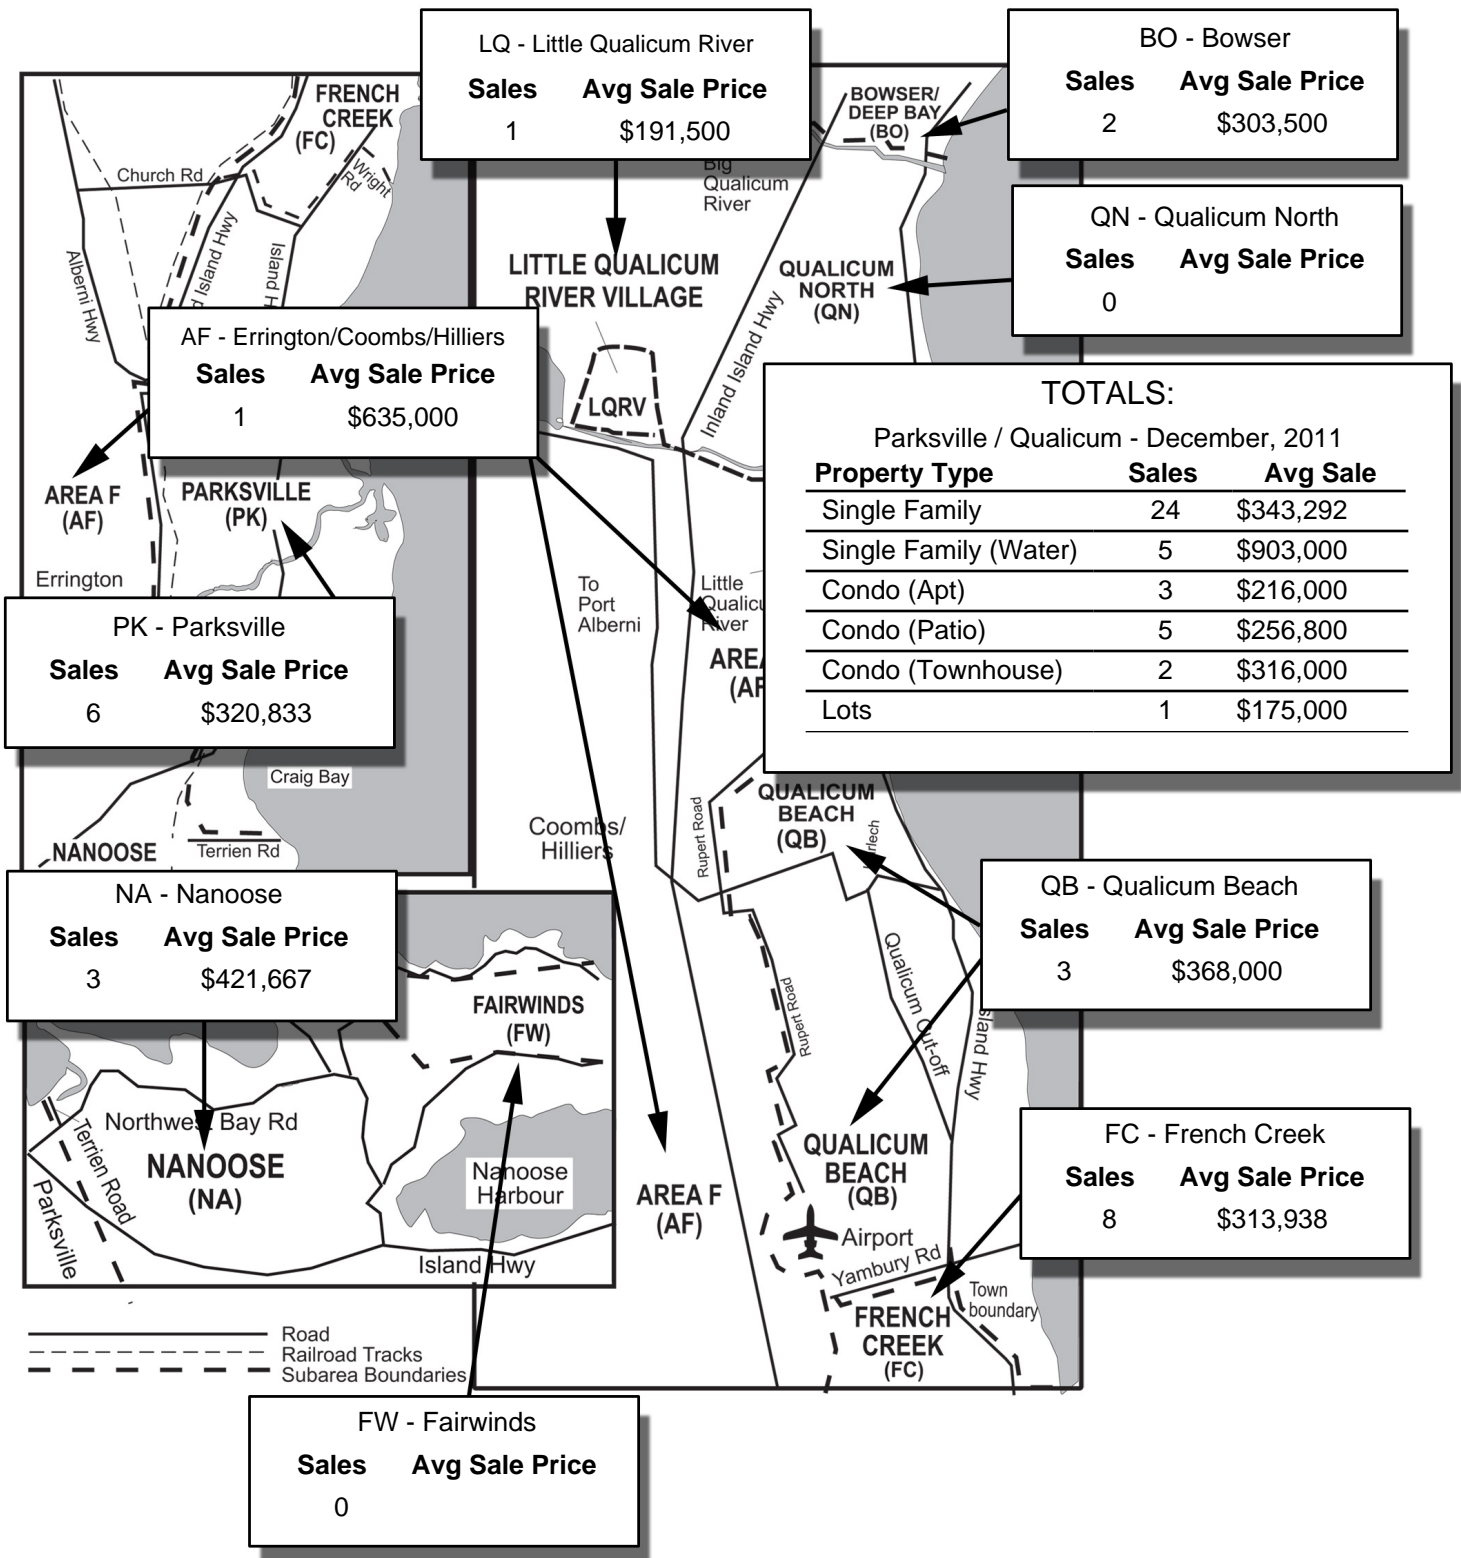 LQ - Little Qualicum River
Sales Avg Sale Price
1 $191,500
BO - Bowser
Sales Avg Sale Price
2 $303,500
QN - Qualicum North
Sales Avg Sale Price
0
AF - Errington/Coombs/Hilliers
Sales Avg Sale Price
1 $635,000
TOTALS:
Parksville / Qualicum - December, 2011
Property Type Sales Avg Sale
Single Family 24 $343,292
Single Family (Water) 5 $903,000
Condo (Apt) 3 $216,000
Condo (Patio) 5 $256,800
Condo (Townhouse) 2 $316,000
Lots 1 $175,000
PK - Parksville
Sales Avg Sale Price
6 $320,833
NA - Nanoose
Sales Avg Sale Price
3 $421,667
QB - Qualicum Beach
Sales Avg Sale Price
3 $368,000
FC - French Creek
Sales Avg Sale Price
8 $313,938
FW - Fairwinds
Sales Avg Sale Price
0
FRENCH
CREEK
(FC)
Church Rd
Wright
Rd
Alberni Hwy
Island Hwy
Island H
AREA F
(AF)
PARKSVILLE
(PK)
Errington
Craig Bay
Terrien Rd
NANOOSE
BOWSER/
DEEP BAY
(BO)
Big
Qualicum
River
LITTLE QUALICUM
RIVER VILLAGE
QUALICUM
NORTH
(QN)
Inland Island Hwy
LQRV
To
Port
Alberni
Little
Qualicu
River
AREA
(AF
Coombs/
Hilliers
Rupert Road
QUALICUM
BEACH
(QB)
Qualicum Cut-off
Rupert Road
Island Hwy
QUALICUM
BEACH
(QB)
AREA F
(AF)
Airport
Yambury Rd
Town
boundary
FRENCH
CREEK
(FC)
FAIRWINDS
(FW)
Northwest Bay Rd
NANOOSE
(NA)
Terrien Road
Parksville
Nanoose
Harbour
Island Hwy
Road
Railroad Tracks
Subarea Boundaries